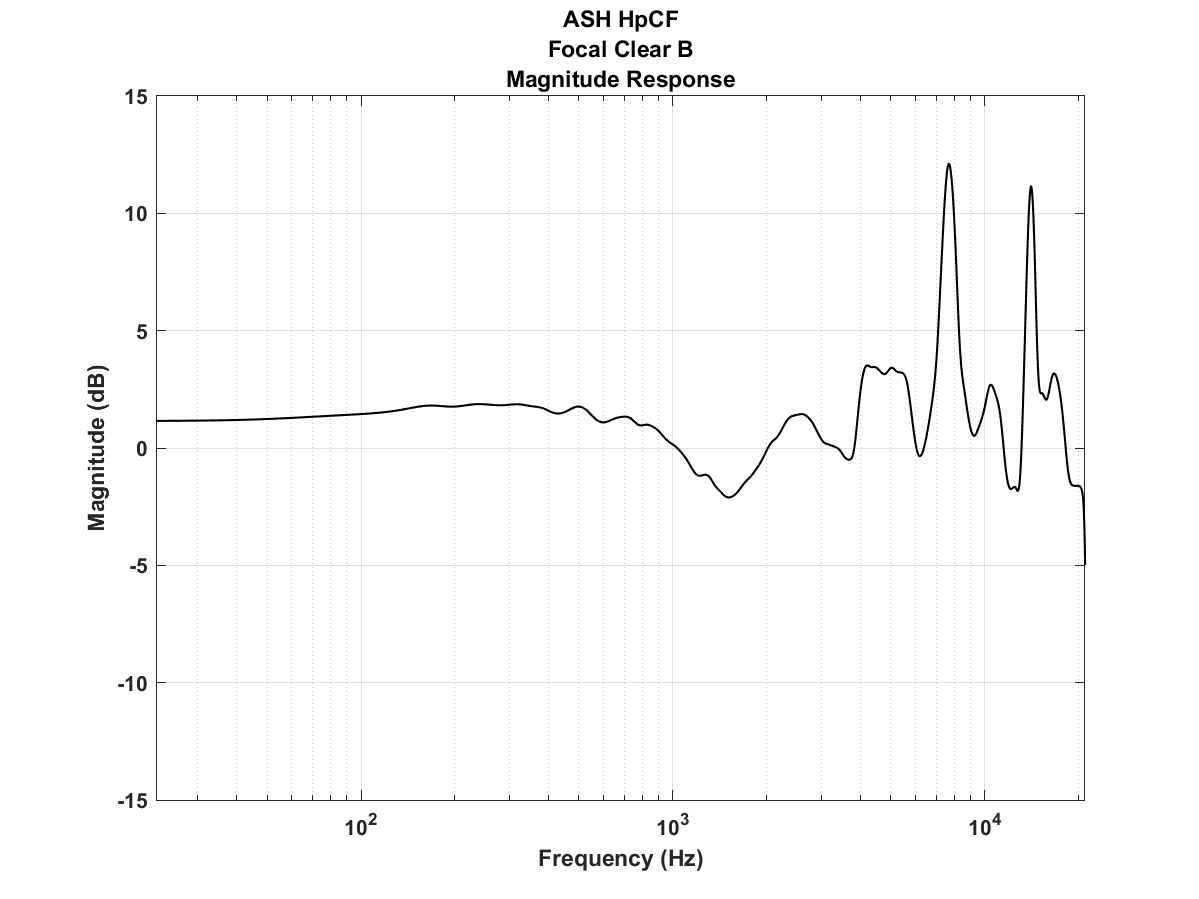 ASH HpCF
Focal Clear B
Magnitude Response
15
10
5
0
-5
-10
-15
Magnitude (dB)
10² 10³ 10⁴
Frequency (Hz)